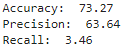 Accuracy: 73.27
Precision: 63.64
Recall: 3.46